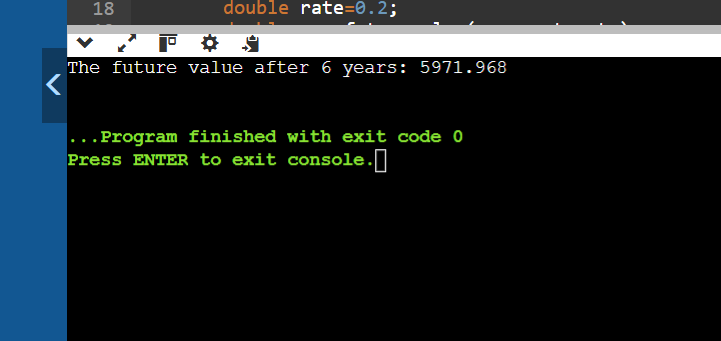 18 double rate=0.2;
The future value after 6 years: 5971.968
...Program finished with exit code 0
Press ENTER to exit console.